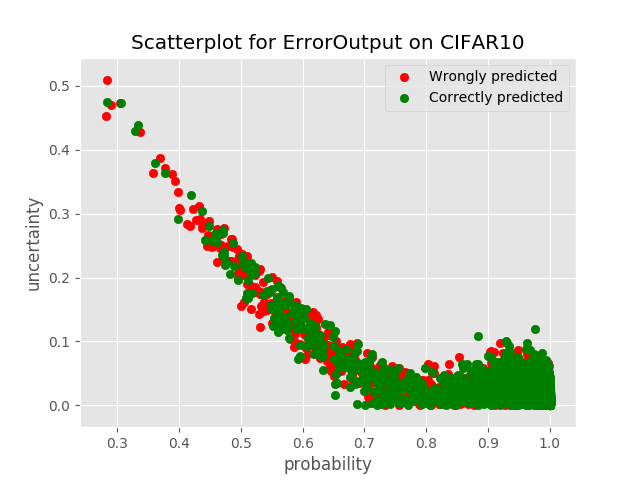 Scatterplot for ErrorOutput on CIFAR10
Wrongly predicted
Correctly predicted
uncertainty
0.5
0.4
0.3
0.2
0.1
0.0
0.3 0.4 0.5 0.6 0.7 0.8 0.9 1.0
probability